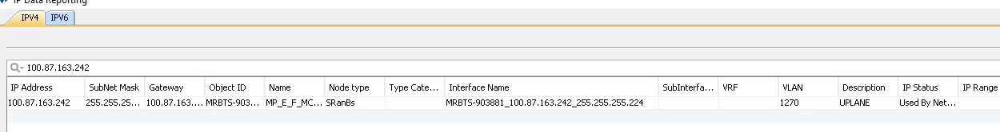 IP Data Reporting
IPV4 IPV6
100.87.163.242
IP Address SubNet Mask Gateway Object ID Name Node type Type Cate... Interface Name SubInterfa... VRF VLAN Description IP Status IP Range
100.87.163.242 255.255.25... 100.87.163.... MRBTS-903... MP_E_F_MC... SRanBs MRBTS-903881_100.87.163.242_255.255.255.224 1270 UPLANE Used By Net...